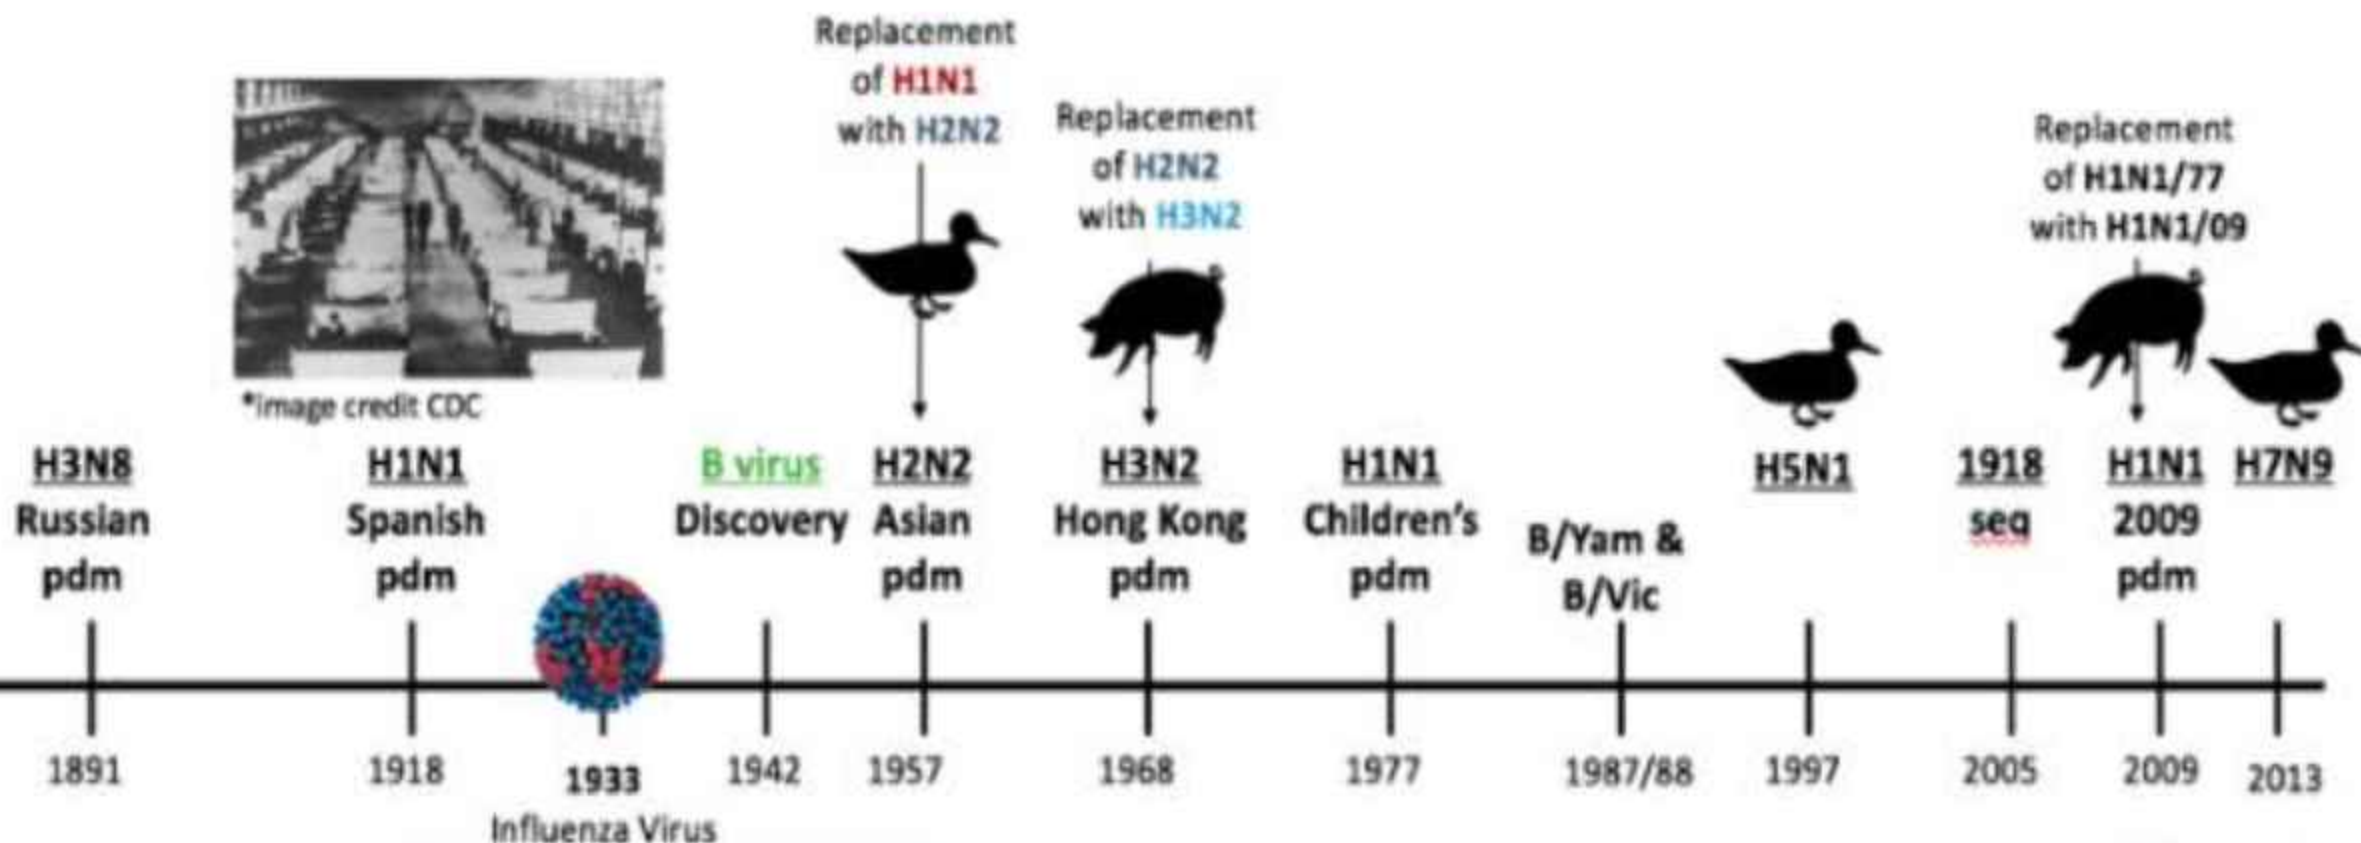 Replacement
of H1N1
with H2N2
Replacement
of H2N2
with H3N2
Replacement
of H1N1/77
with H1N1/09
*image credit CDC
H3N8
Russian
pdm
H1N1
Spanish
pdm
B virus
Discovery
H2N2
Asian
pdm
H3N2
Hong Kong
pdm
H1N1
Children’s
pdm
B/Yam &
B/Vic
H5N1
1918
seq
H1N1
2009
pdm
H7N9
1891
1918
1933
Influenza Virus
1942
1957
1968
1977
1987/88
1997
2005
2009
2013